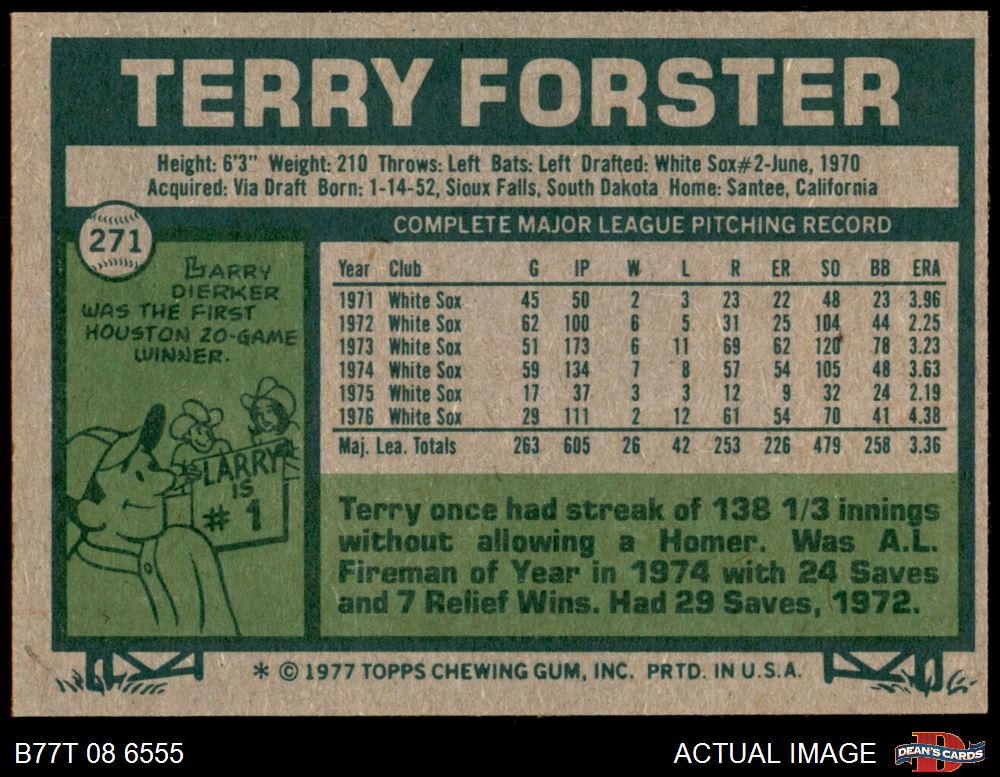 TERRY FORSTER
Height: 6'3" Weight: 210 Throws: Left Bats: Left Drafted: White Sox#2-June, 1970
Acquired: Via Draft Born: 1-14-52, Sioux Falls, South Dakota Home: Santee, California
271
LARRY
DIERKER
WAS THE FIRST
HOUSTON 20-GAME
WINNER.
LARRY
IS
# 1
COMPLETE MAJOR LEAGUE PITCHING RECORD
Year Club G IP W L R ER SO BB ERA
1971 White Sox 45 50 2 3 23 22 48 23 3.96
1972 White Sox 62 100 6 5 31 25 104 44 2.25
1973 White Sox 51 173 6 11 69 62 120 78 3.23
1974 White Sox 59 134 7 8 57 54 105 48 3.63
1975 White Sox 17 37 3 3 12 9 32 24 2.19
1976 White Sox 29 111 2 12 61 54 70 41 4.38
Maj. Lea. Totals 263 605 26 42 253 226 479 258 3.36
Terry once had streak of 138 1/3 innings
without allowing a Homer. Was A.L.
Fireman of Year in 1974 with 24 Saves
and 7 Relief Wins. Had 29 Saves, 1972.
* © 1977 TOPPS CHEWING GUM, INC. PRTD. IN U.S.A.
B77T 08 6555
ACTUAL IMAGE
D
DEAN'S CARDS